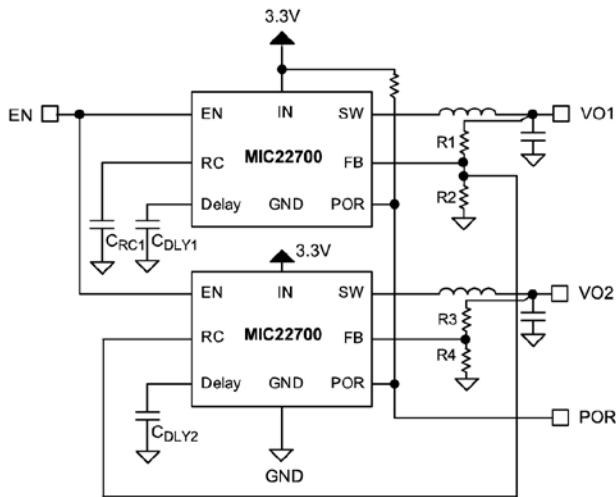 3.3V
EN
EN
IN
SW
VO1
R1
RC
MIC22700
FB
R2
Delay
GND
POR
CRC1
CDLY1
3.3V
EN
IN
SW
VO2
R3
RC
MIC22700
FB
R4
Delay
GND
POR
CDLY2
POR
GND